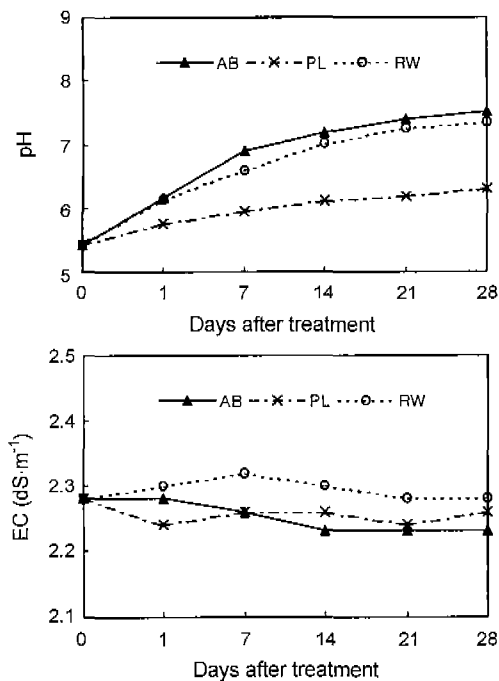 9
AB PL RW
8
7
pH
6
5
0 1 7 14 21 28
Days after treatment
2.5
AB PL RW
2.4
2.3
EC (dS·m⁻¹)
2.2
2.1
0 1 7 14 21 28
Days after treatment